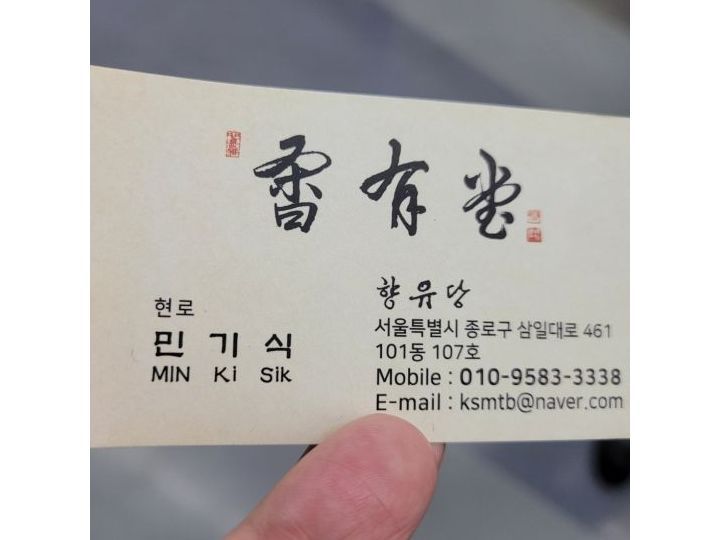 香有堂
향유당
현로
민기식
MIN Ki Sik
서울특별시 종로구 삼일대로 461
101동 107호
Mobile : 010-9583-3338
E-mail : ksmtb@naver.com